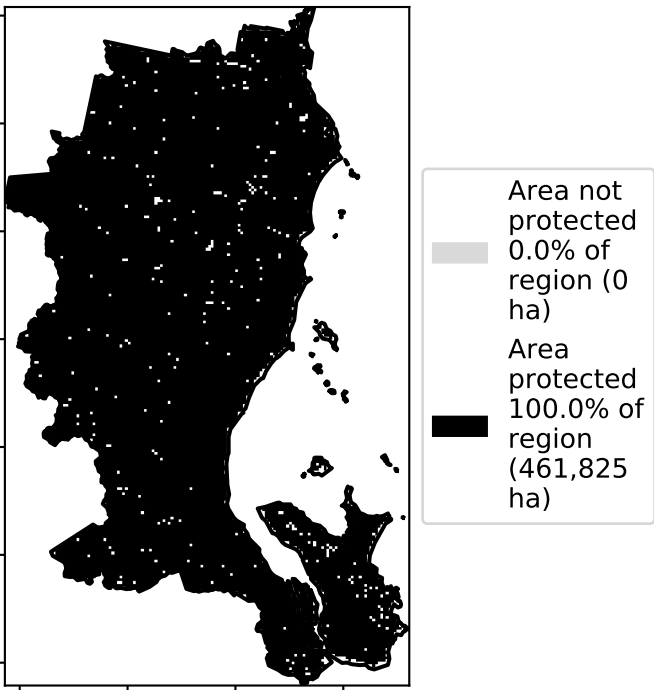 Area not
protected
0.0% of
region (0
ha)
Area
protected
100.0% of
region
(461,825
ha)